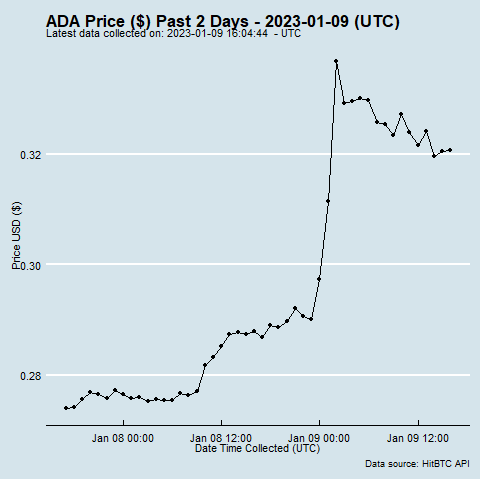 ADA Price ($) Past 2 Days - 2023-01-09 (UTC)
Latest data collected on: 2023-01-09 16:04:44  - UTC
Price USD ($)
0.32
0.30
0.28
Jan 08 00:00
Jan 08 12:00
Jan 09 00:00
Jan 09 12:00
Date Time Collected (UTC)
Data source: HitBTC API